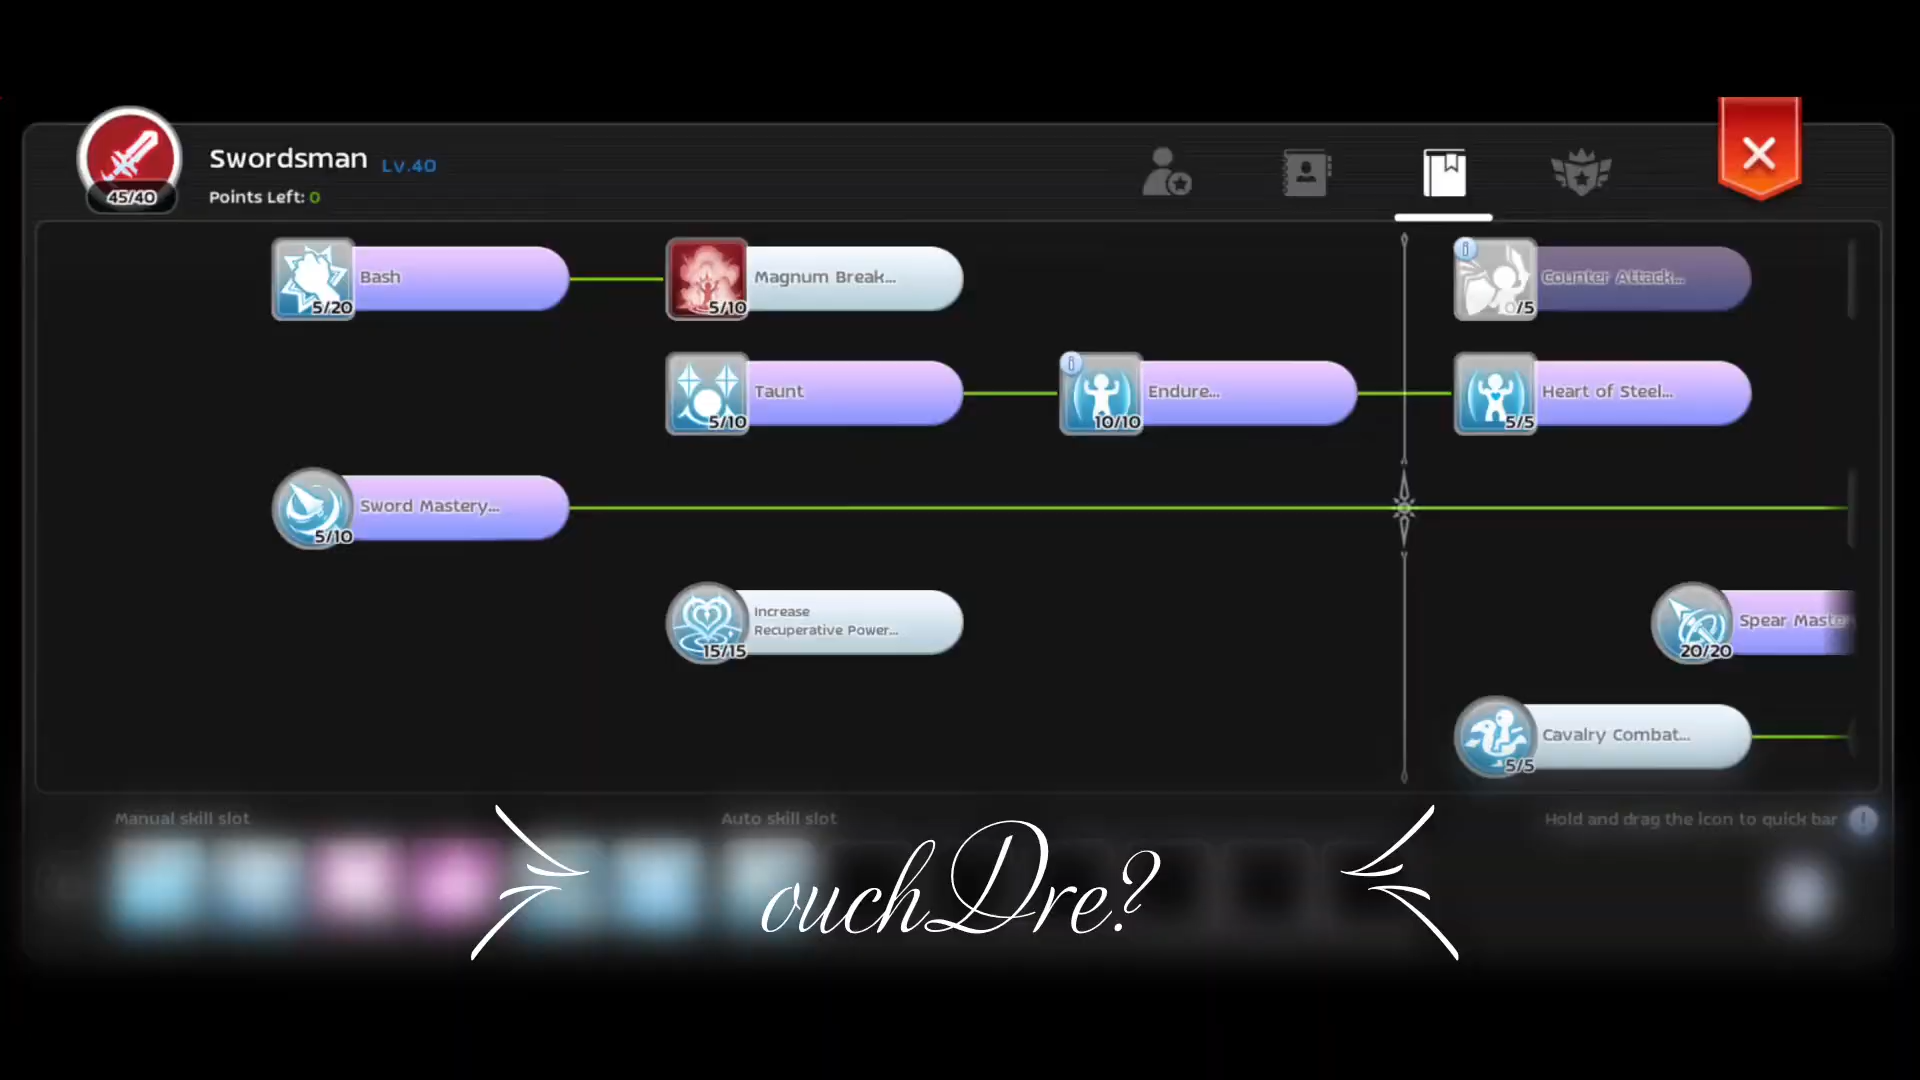 Swordsman Lv.40
45/40
Points Left: 0
Bash
5/20
Magnum Break...
5/10
Counter Attack...
0/5
Taunt
5/10
Endure...
10/10
Heart of Steel...
5/5
Sword Mastery...
5/10
Increase
Recuperative Power...
15/15
Spear Maste
20/20
Cavalry Combat...
5/5
Manual skill slot
Auto skill slot
Hold and drag the icon to quick bar
ouchDre?